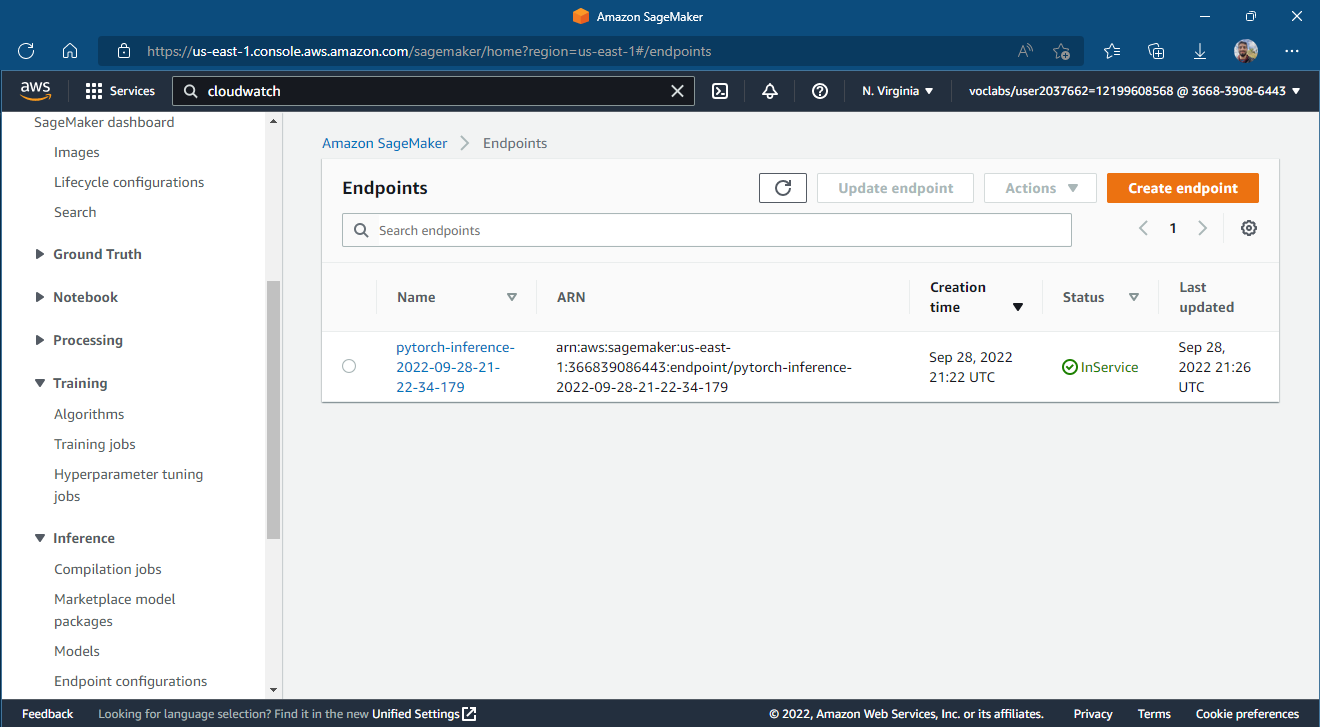 Amazon SageMaker
https://us-east-1.console.aws.amazon.com/sagemaker/home?region=us-east-1#/endpoints
aws
Services
cloudwatch
N. Virginia
voclabs/user2037662=12199608568 @ 3668-3908-6443
SageMaker dashboard
Images
Lifecycle configurations
Search
Ground Truth
Notebook
Processing
Training
Algorithms
Training jobs
Hyperparameter tuning
jobs
Inference
Compilation jobs
Marketplace model
packages
Models
Endpoint configurations
Amazon SageMaker > Endpoints
Endpoints
Update endpoint
Actions
Create endpoint
Search endpoints
1
Name
ARN
Creation
time
Status
Last
updated
pytorch-inference-
2022-09-28-21-
22-34-179
arn:aws:sagemaker:us-east-
1:366839086443:endpoint/pytorch-inference-
2022-09-28-21-22-34-179
Sep 28, 2022
21:22 UTC
InService
Sep 28,
2022 21:26
UTC
Feedback
Looking for language selection? Find it in the new Unified Settings
© 2022, Amazon Web Services, Inc. or its affiliates.
Privacy
Terms
Cookie preferences